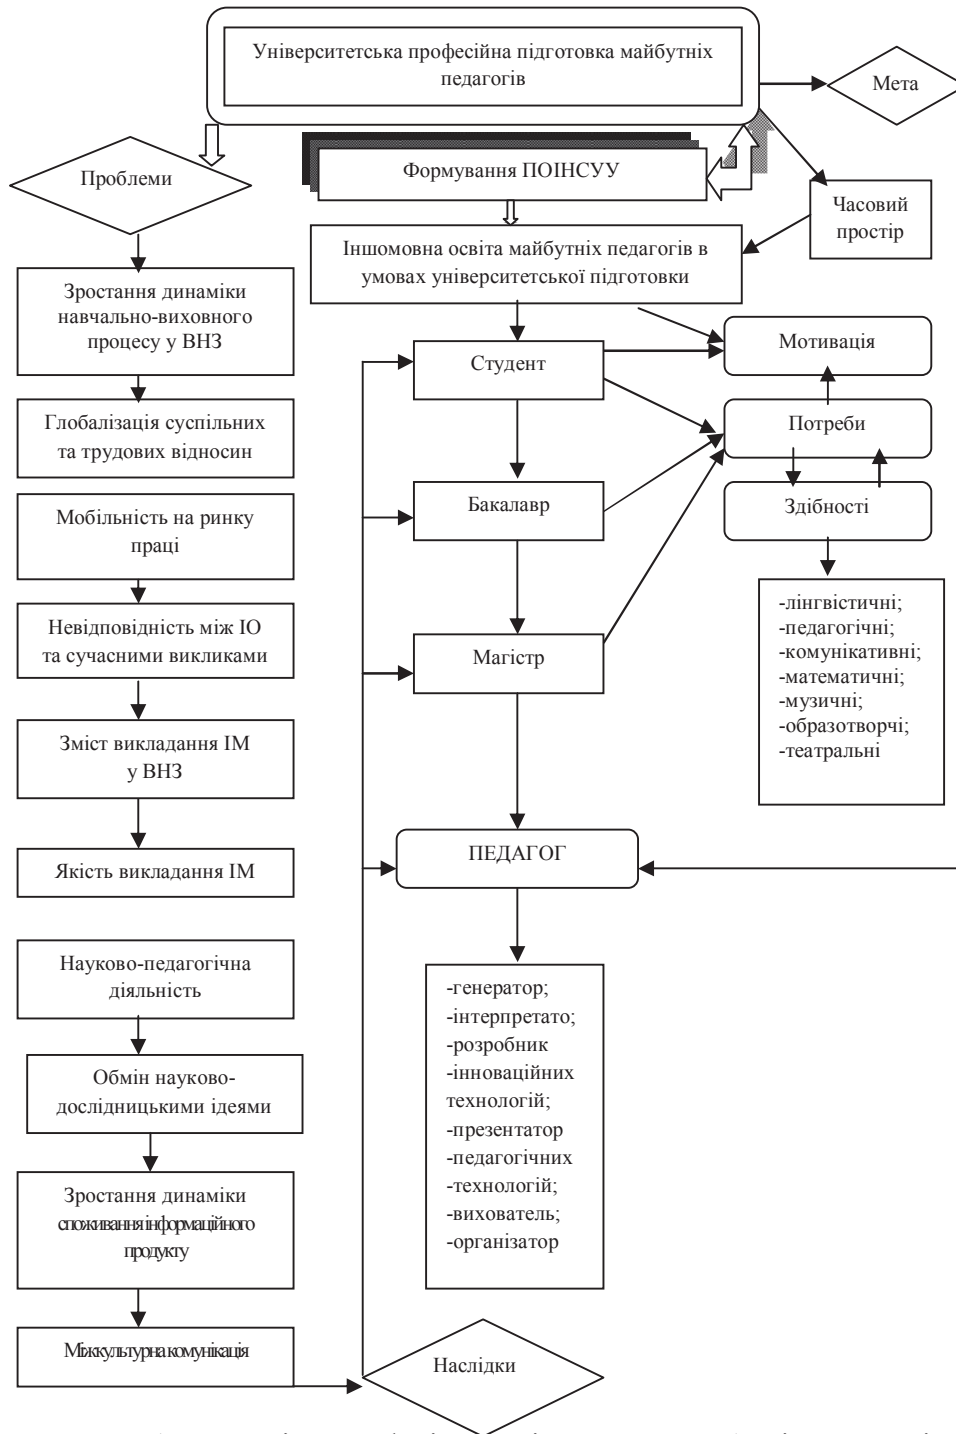 Університетська професійна підготовка майбутніх
педагогів
Мета
Проблеми
Формування ПОІНСУУ
Часовий
простір
Іншомовна освіта майбутніх педагогів в
умовах університетської підготовки
Зростання динаміки
навчально-виховного
процесу у ВНЗ
Студент
Мотивація
Глобалізація суспільних
та трудових відносин
Потреби
Мобільність на ринку
праці
Бакалавр
Здібності
Невідповідність між ІО
та сучасними викликами
Магістр
-лінгвістичні;
-педагогічні;
-комунікативні;
-математичні;
-музичні;
-образотворчі;
-театральні
Зміст викладання ІМ
у ВНЗ
Якість викладання ІМ
ПЕДАГОГ
Науково-педагогічна
діяльність
-генератор;
-інтерпретато;
-розробник
-інноваційних
технологій;
-презентатор
-педагогічних
-технологій;
-вихователь;
-організатор
Обмін науково-
дослідницькими ідеями
Зростання динаміки
споживання інформаційного
продукту
Міжкультурна комунікація
Наслідки